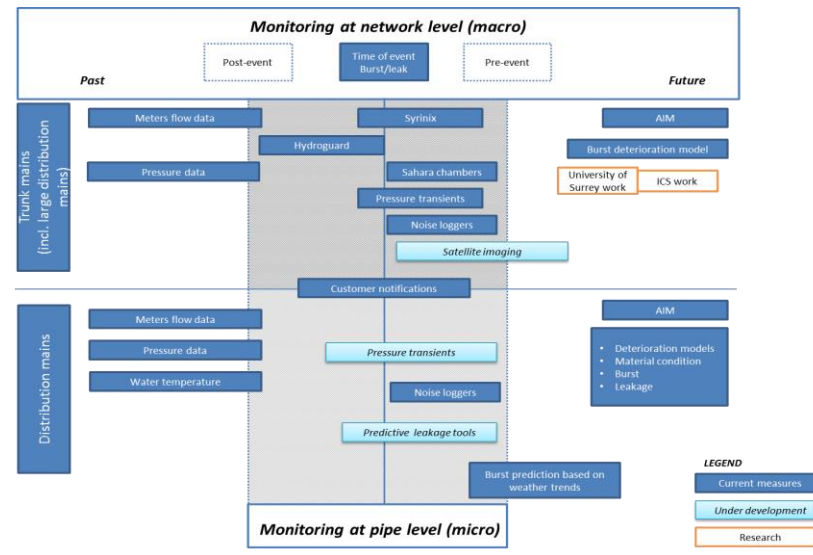 Monitoring at network level (macro)
Post-event
Time of event
Burst/leak
Pre-event
Past
Future
Trunk mains
(incl. large distribution
mains)
Meters flow data
Syrinix
AIM
Hydroguard
Burst deterioration model
Pressure data
Sahara chambers
University of
Surrey work
ICS work
Pressure transients
Noise loggers
Satellite imaging
Customer notifications
Distribution mains
Meters flow data
AIM
Pressure data
Pressure transients
• Deterioration models
• Material condition
• Burst
• Leakage
Water temperature
Noise loggers
Predictive leakage tools
Burst prediction based on
weather trends
LEGEND
Current measures
Under development
Research
Monitoring at pipe level (micro)